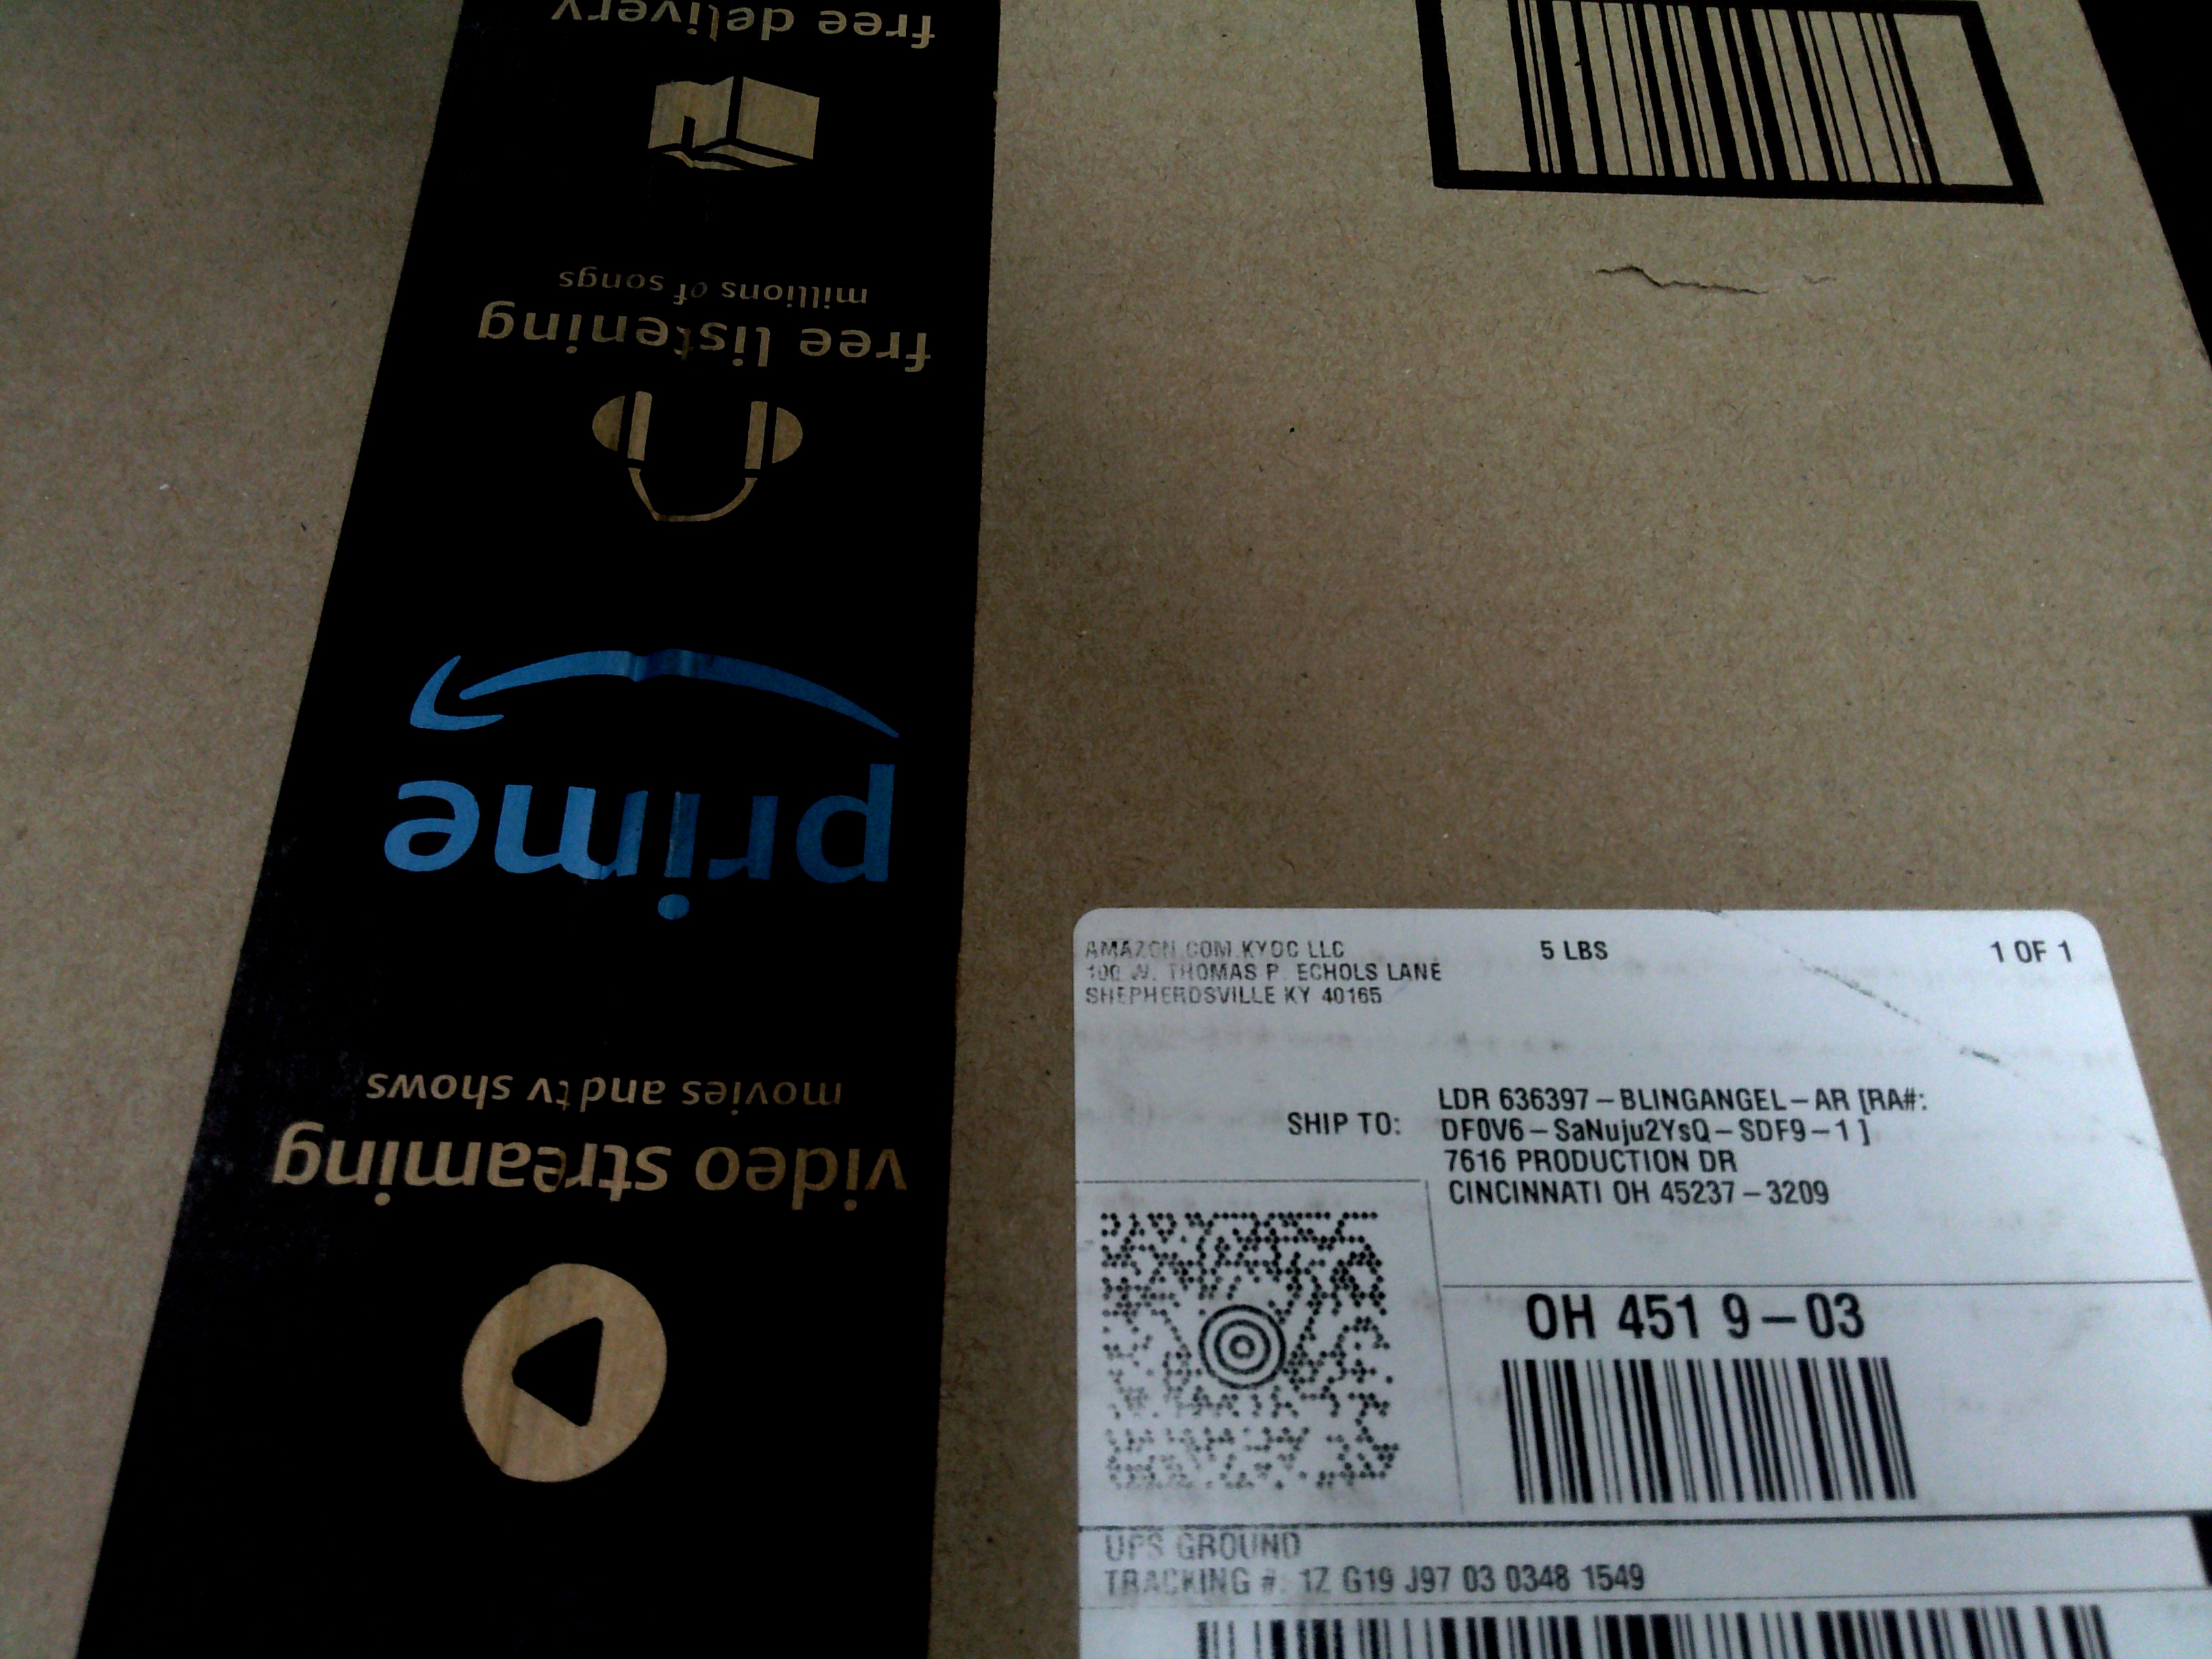 free delivery
millions of songs
free listening
prime
movies and tv shows
video streaming
AMAZON.COM.KYDC LLC
100 W. THOMAS P. ECHOLS LANE
SHEPHERDSVILLE KY 40165
5 LBS
1 OF 1
SHIP TO:
LDR 636397-BLINGANGEL-AR [RA#:
DF0V6-SaNuju2YsQ-SDF9-1 ]
7616 PRODUCTION DR
CINCINNATI OH 45237-3209
OH 451 9-03
UPS GROUND
TRACKING #: 1Z G19 J97 03 0348 1549